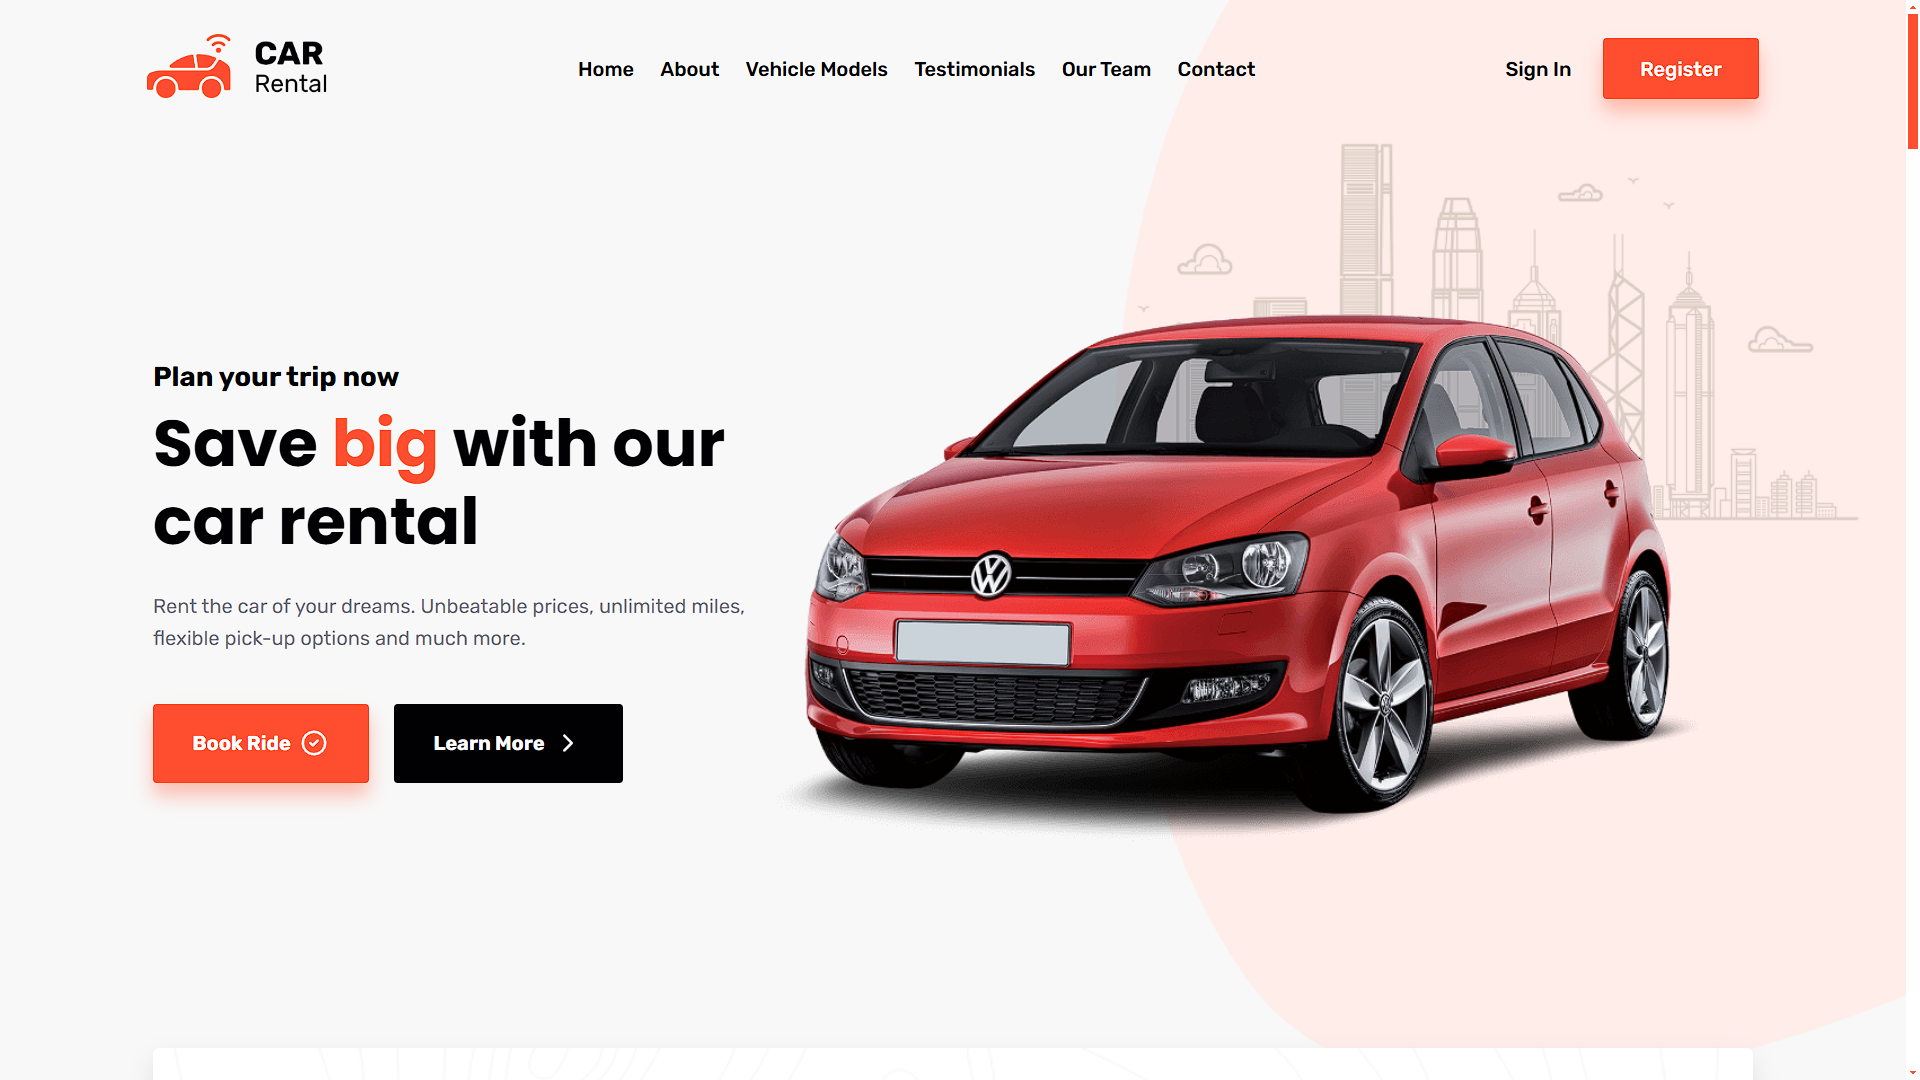 CAR
Rental
Home About Vehicle Models Testimonials Our Team Contact
Sign In Register
Plan your trip now
Save big with our
car rental
Rent the car of your dreams. Unbeatable prices, unlimited miles,
flexible pick-up options and much more.
Book Ride Learn More